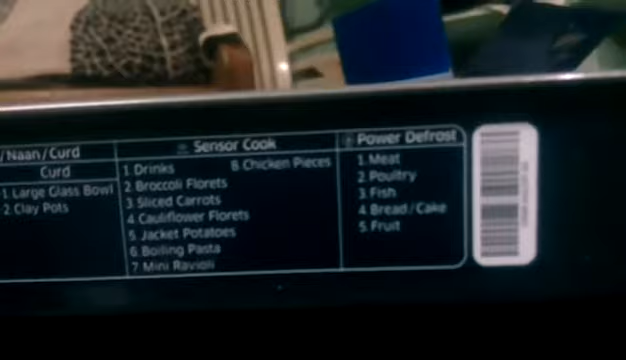 /Naan/Curd
Curd
1 Large Glass Bowl
2. Clay Pots
Sensor Cook
1 Drinks
2 Broccoli Florets
3 Sliced Carrots
4 Cauliflower Florets
5. Jacket Potatoes
6. Boiling Pasta
7 Mini Ravioli
8 Chicken Pieces
Power Defrost
1. Meat
2. Poultry
3. Fish
4. Bread/Cake
5. Fruit